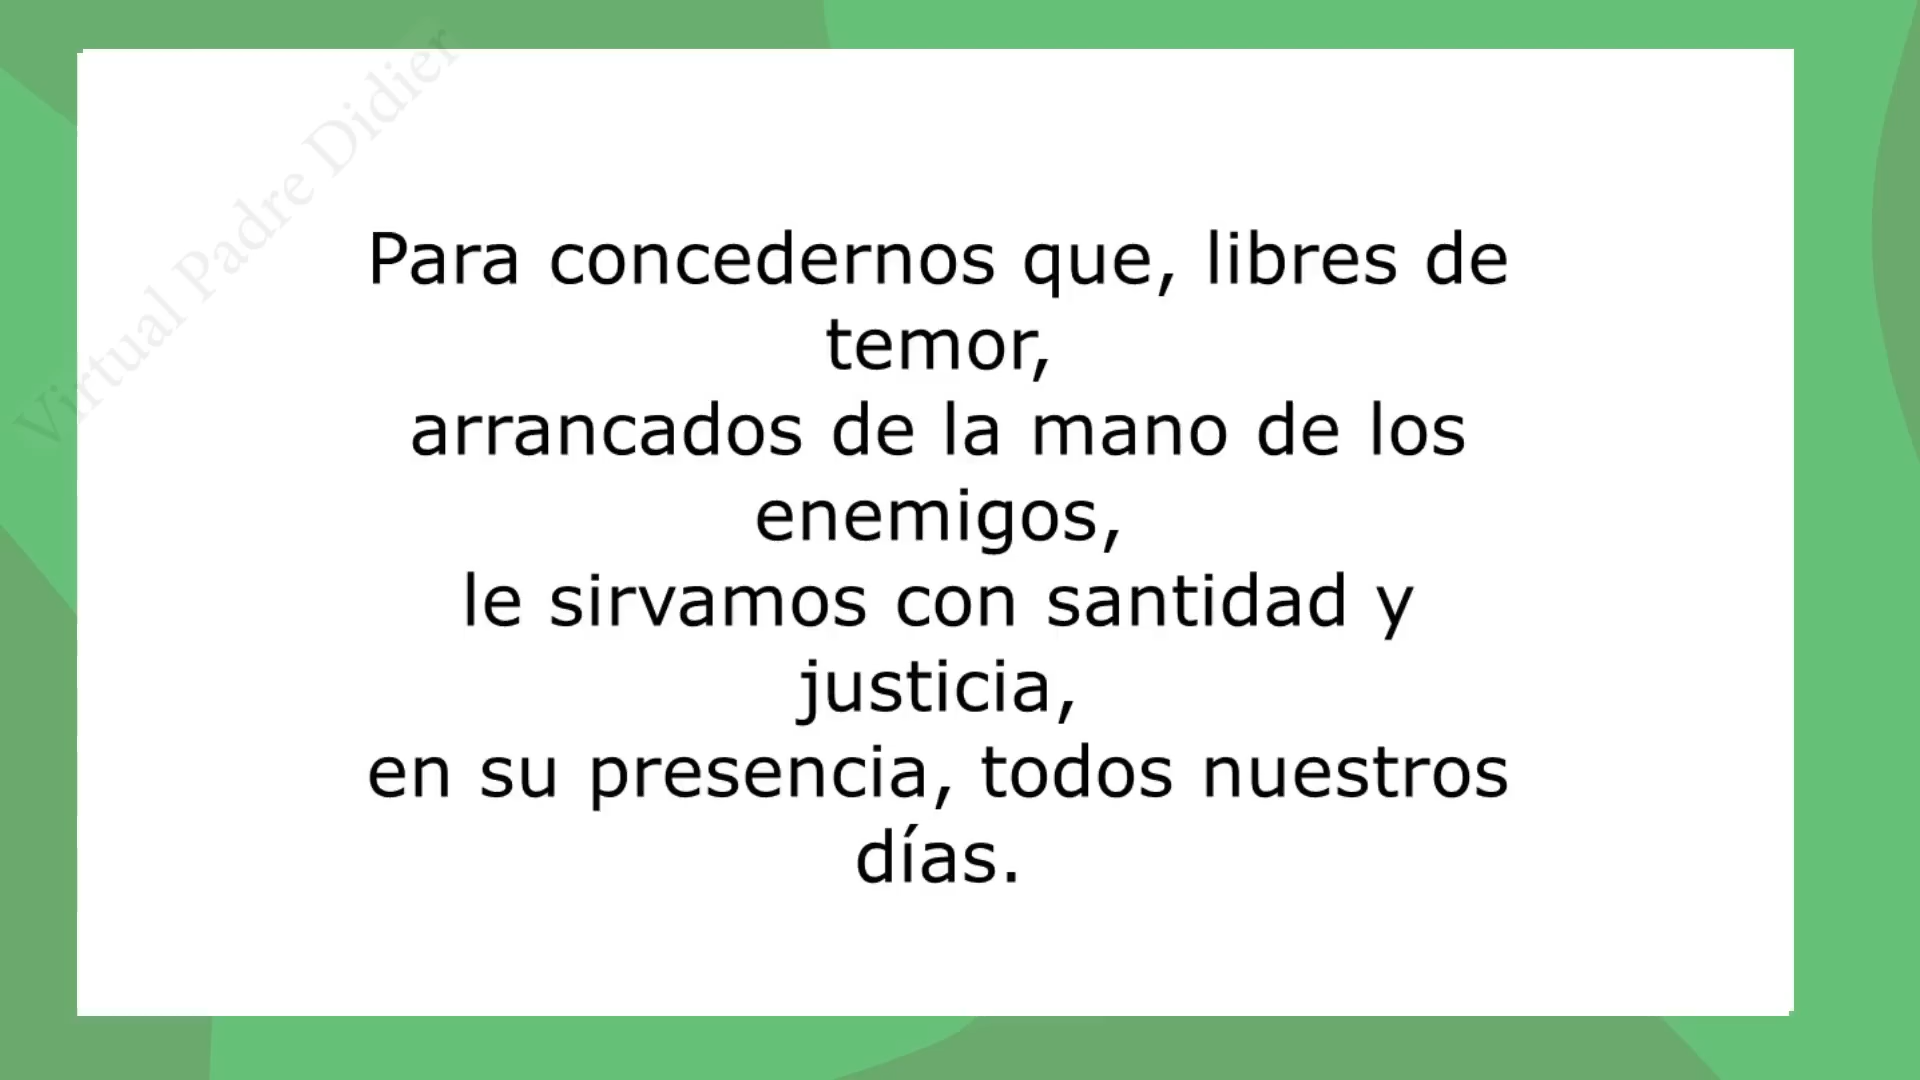 Virtual Padre Didier
Para concedernos que, libres de
temor,
arrancados de la mano de los
enemigos,
le sirvamos con santidad y
justicia,
en su presencia, todos nuestros
días.